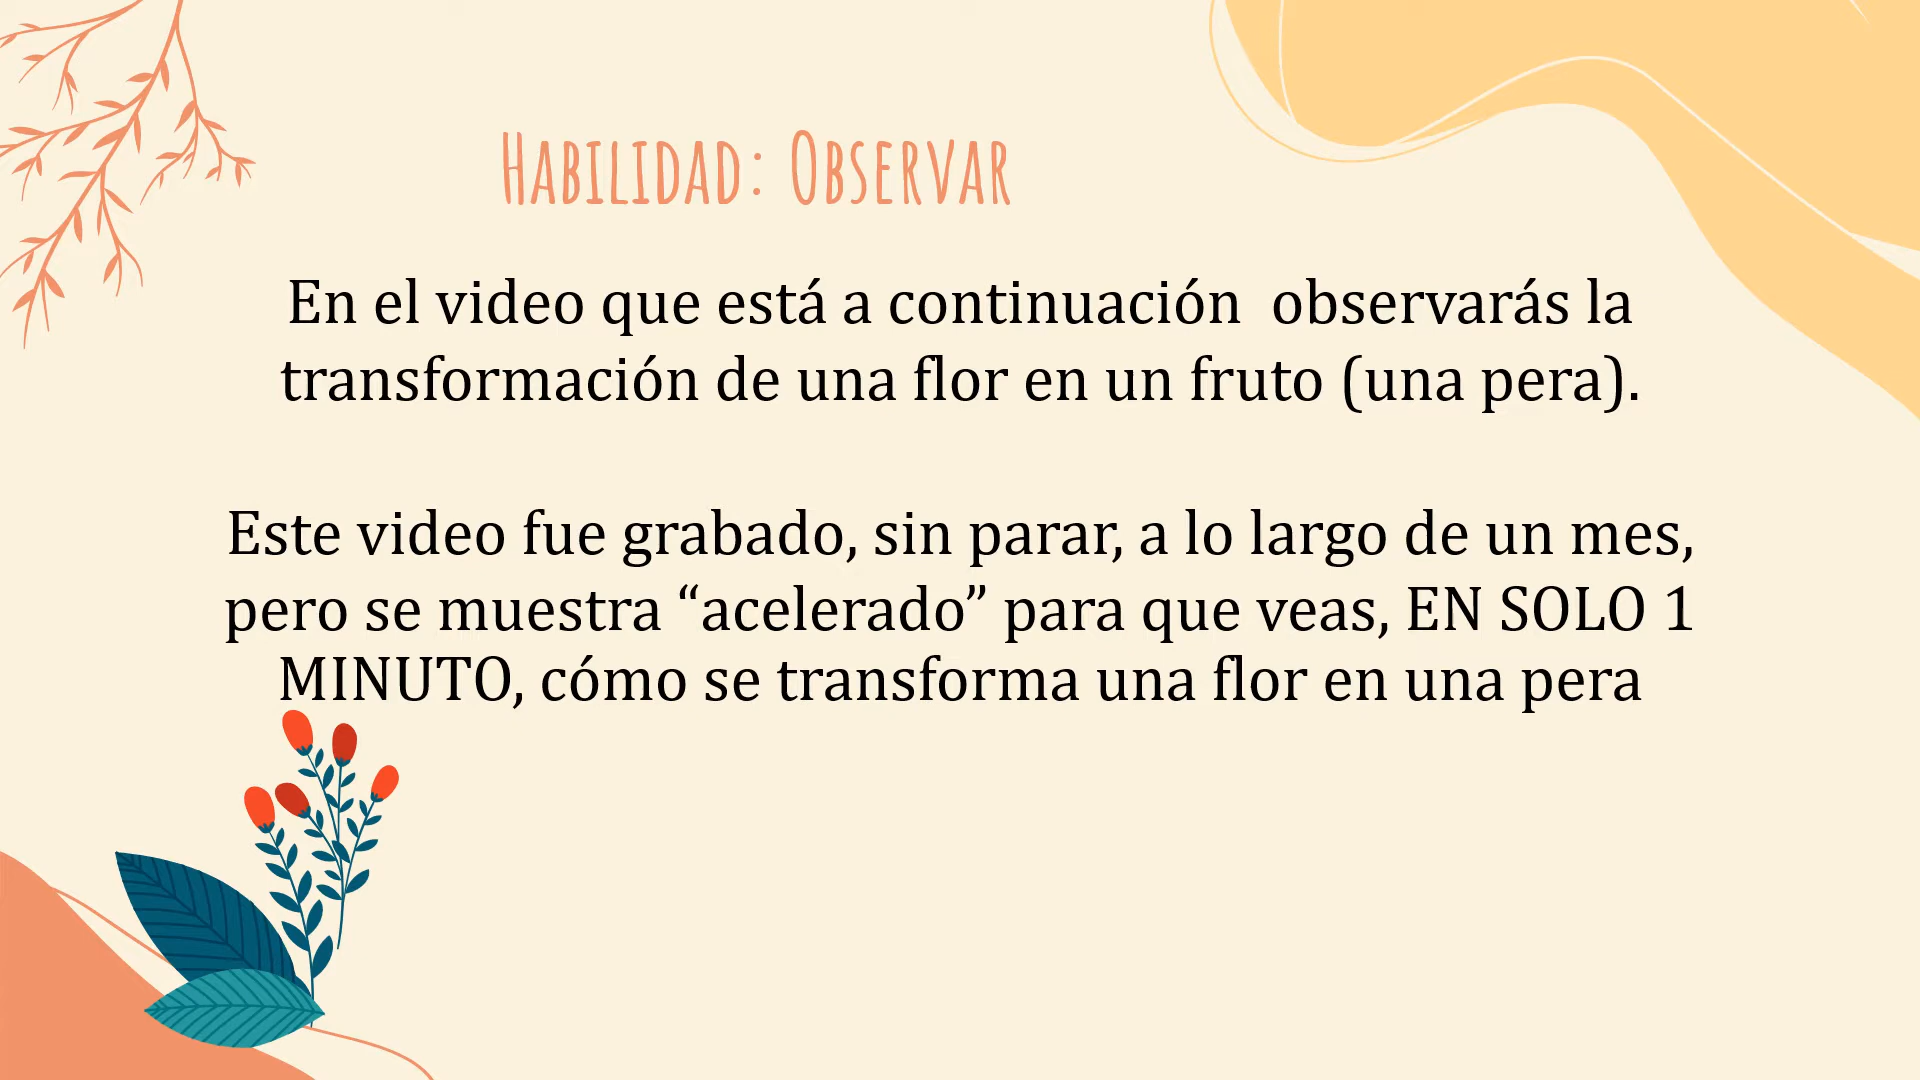 Habilidad: Observar
En el video que está a continuación  observarás la
transformación de una flor en un fruto (una pera).
Este video fue grabado, sin parar, a lo largo de un mes,
pero se muestra “acelerado” para que veas, EN SOLO 1
MINUTO, cómo se transforma una flor en una pera